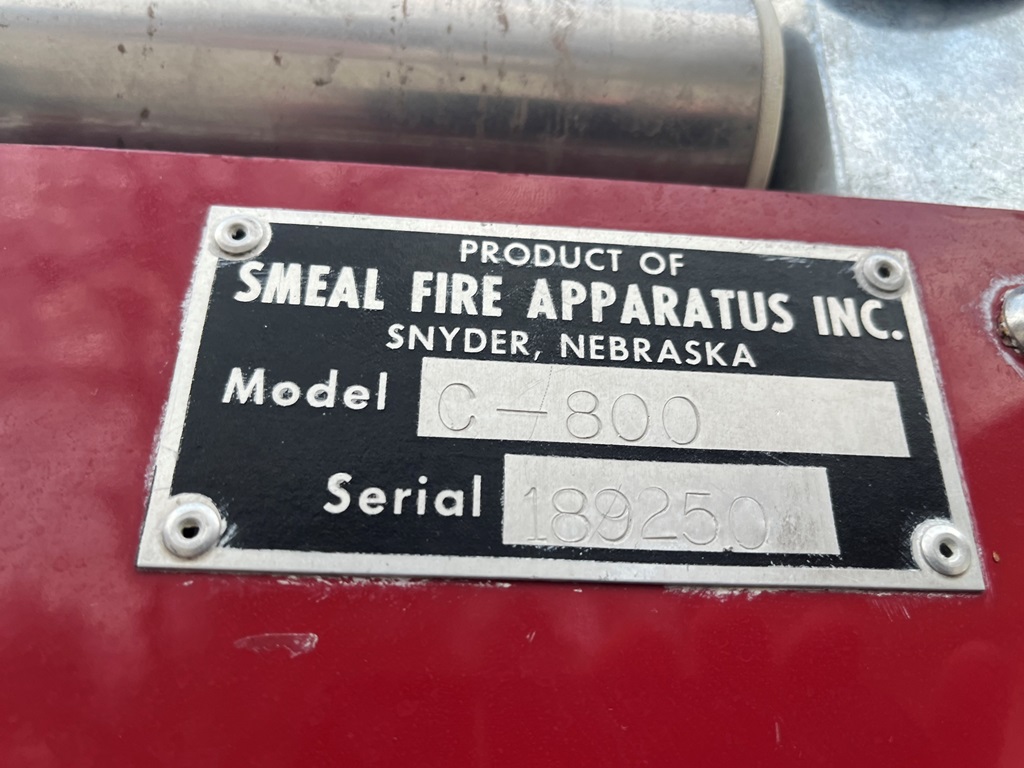 PRODUCT OF
SMEAL FIRE APPARATUS INC.
SNYDER, NEBRASKA
Model C-800
Serial 189250